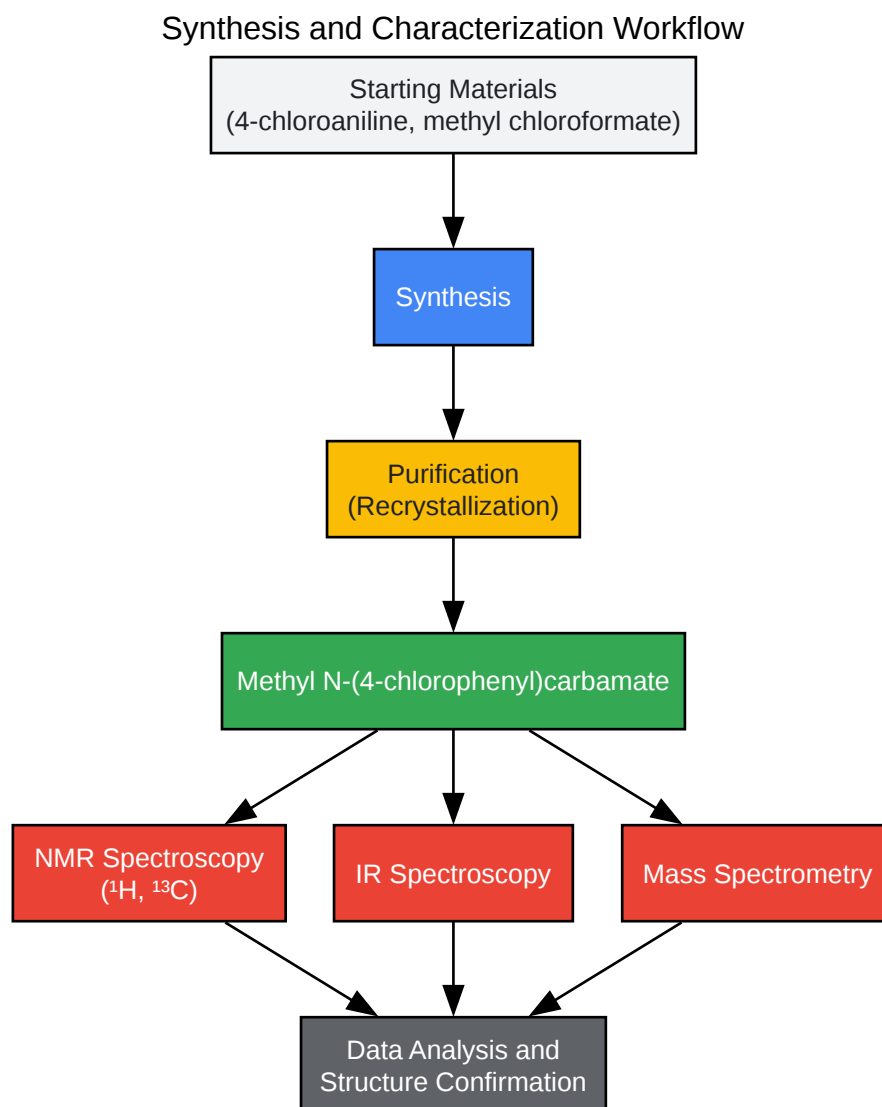 Synthesis and Characterization Workflow
Starting Materials
(4-chloroaniline, methyl chloroformate)
Synthesis
Purification
(Recrystallization)
Methyl N-(4-chlorophenyl)carbamate
NMR Spectroscopy
(¹H, ¹³C)
IR Spectroscopy
Mass Spectrometry
Data Analysis and
Structure Confirmation